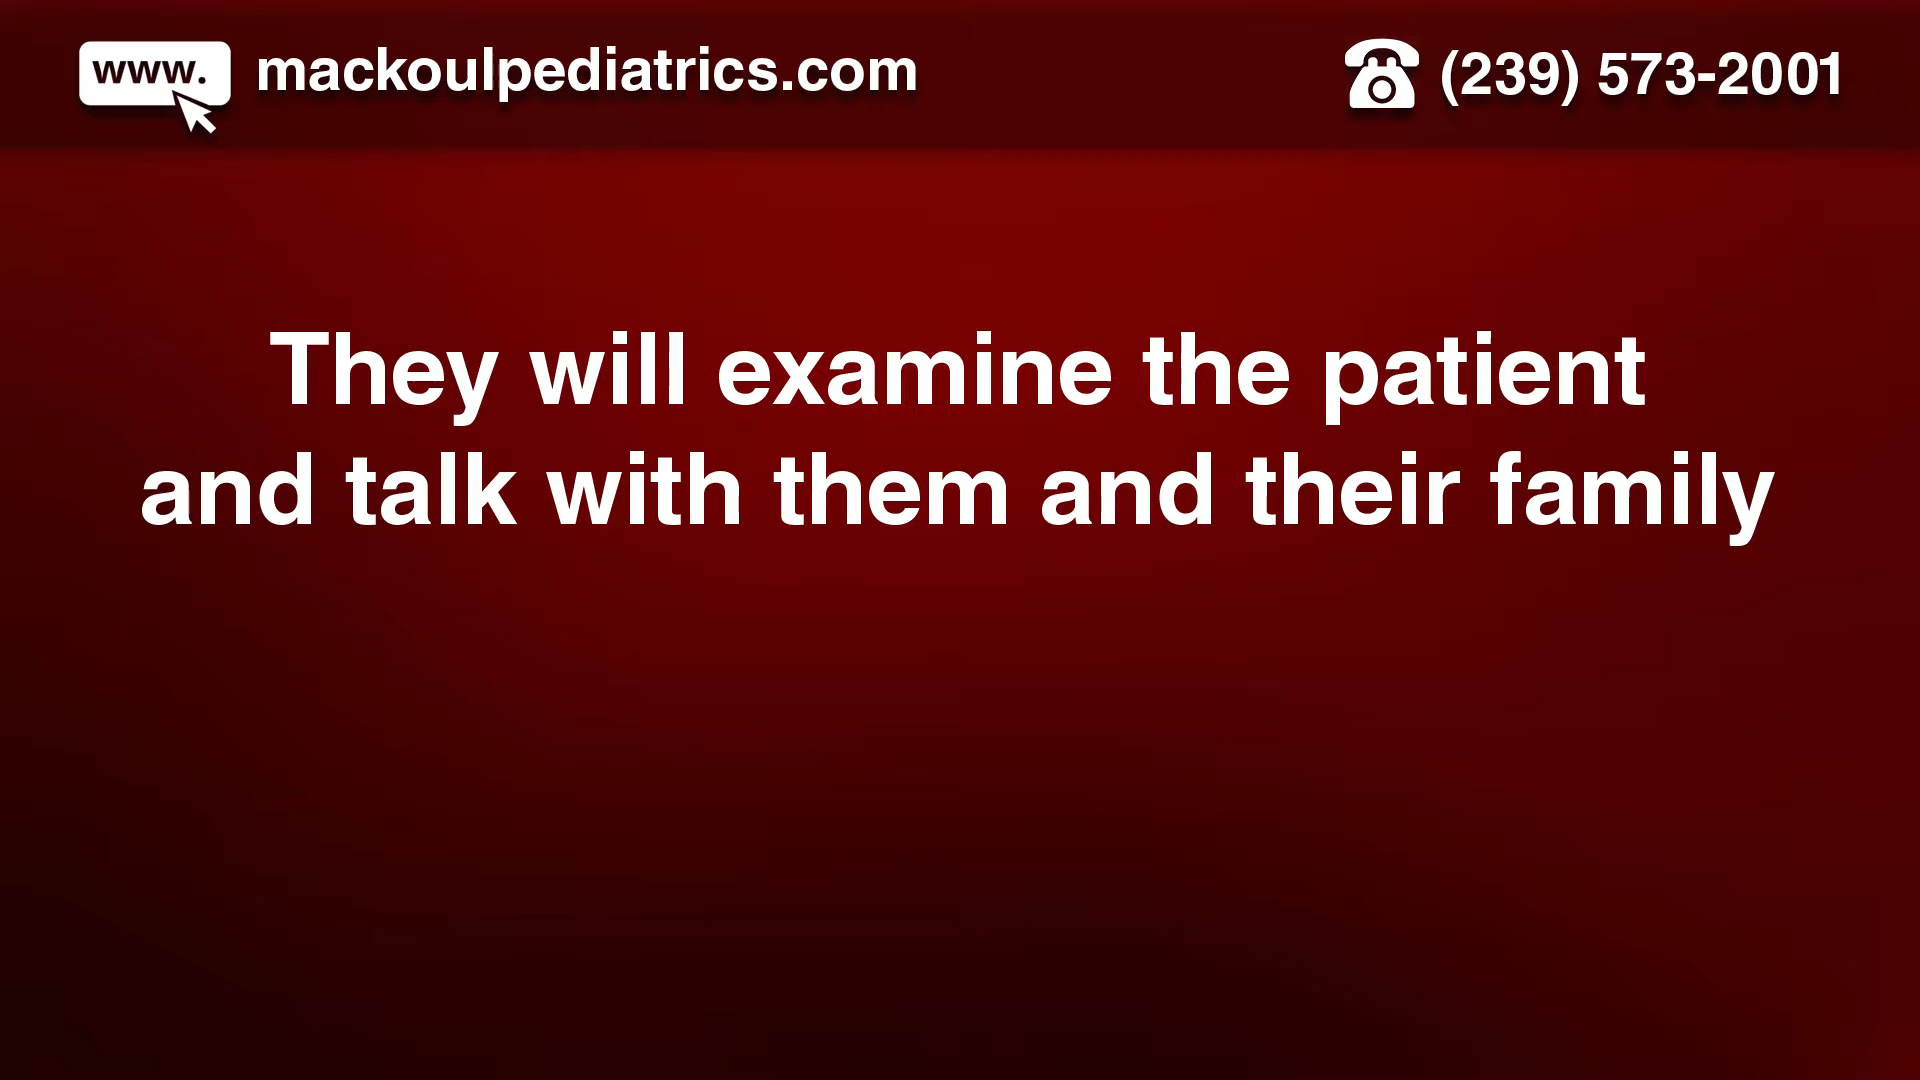 www. mackoulpediatrics.com
(239) 573-2001
They will examine the patient
and talk with them and their family